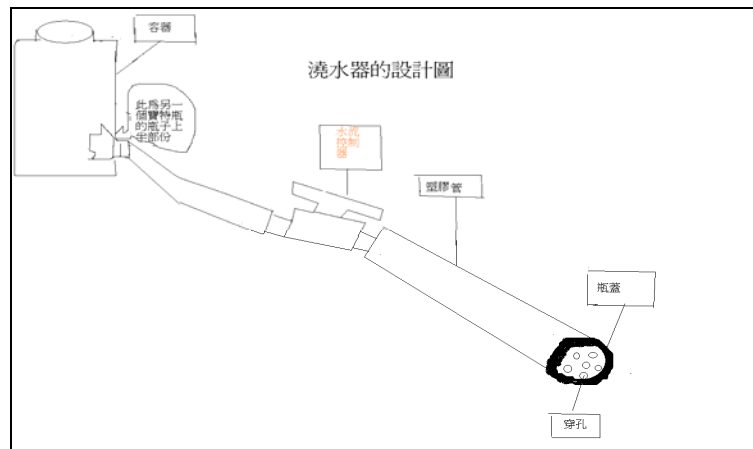 容器
澆水器的設計圖
此為另一
個寶特瓶
的瓶子上
半部份
水流
控制
器
塑膠管
瓶蓋
穿孔